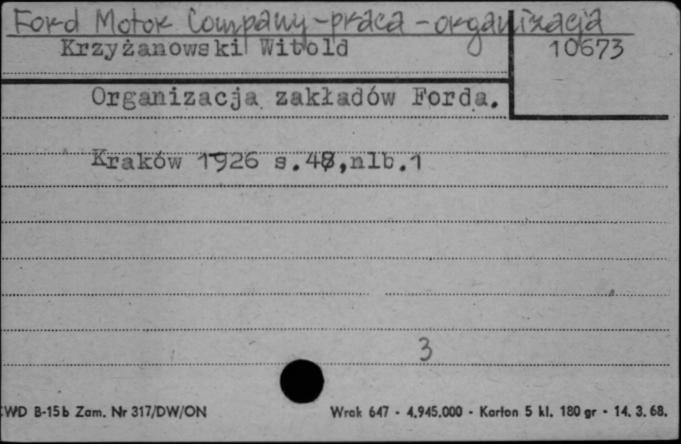 Ford Motor Company - praca - organizacja
Krzyżanowski Witold
10673
Organizacja zakładów Forda.
Kraków 1926 s.48,nlb.1
3
WD B-15b Zam. Nr 317/DW/ON
Wrak 647 - 4.945.000 - Karton 5 kl. 180 gr - 14. 3. 68.